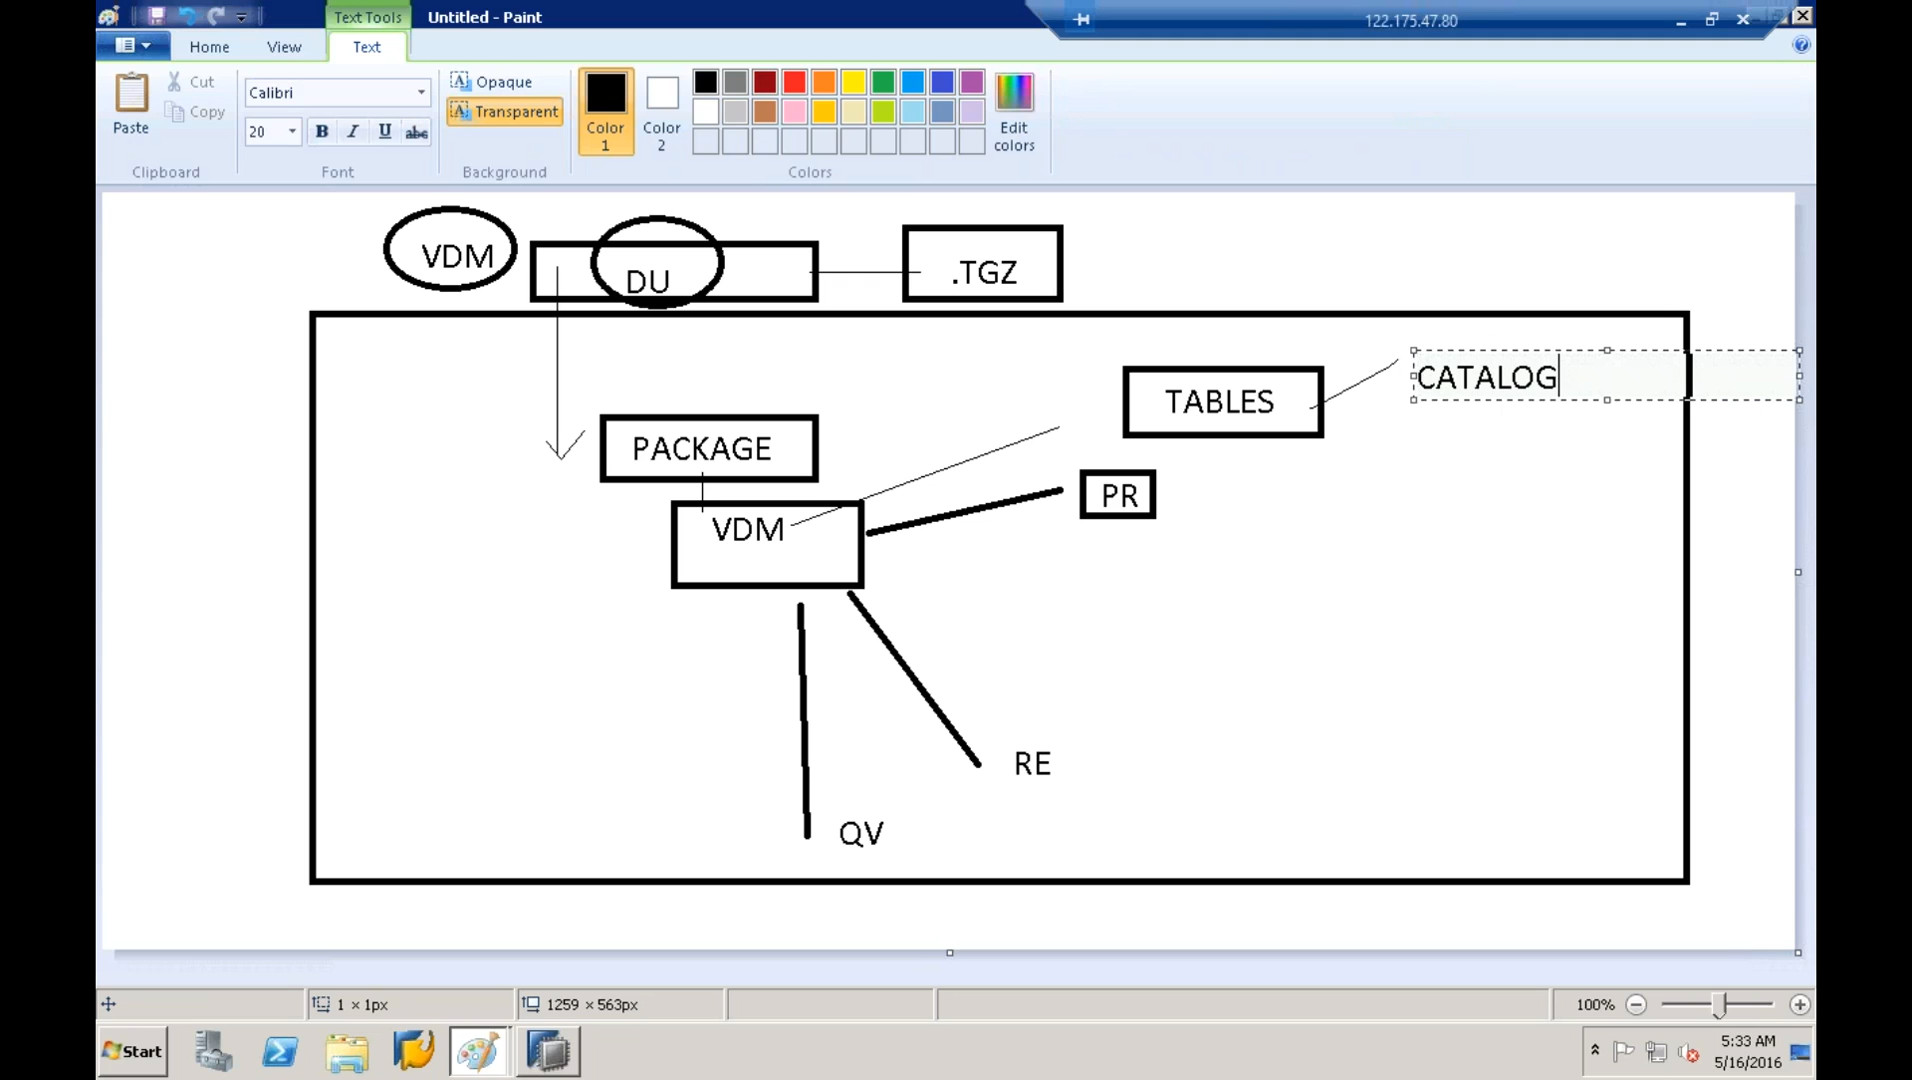 Text Tools
Untitled - Paint
122.175.47.80
Home
View
Text
Paste
Cut
Copy
Clipboard
Calibri
20
B I U abc
Font
Opaque
Transparent
Background
Color 1
Color 2
Edit colors
Colors
VDM
DU
.TGZ
TABLES
CATALOG
PACKAGE
VDM
PR
RE
QV
1 × 1px
1259 × 563px
100%
Start
5:33 AM
5/16/2016